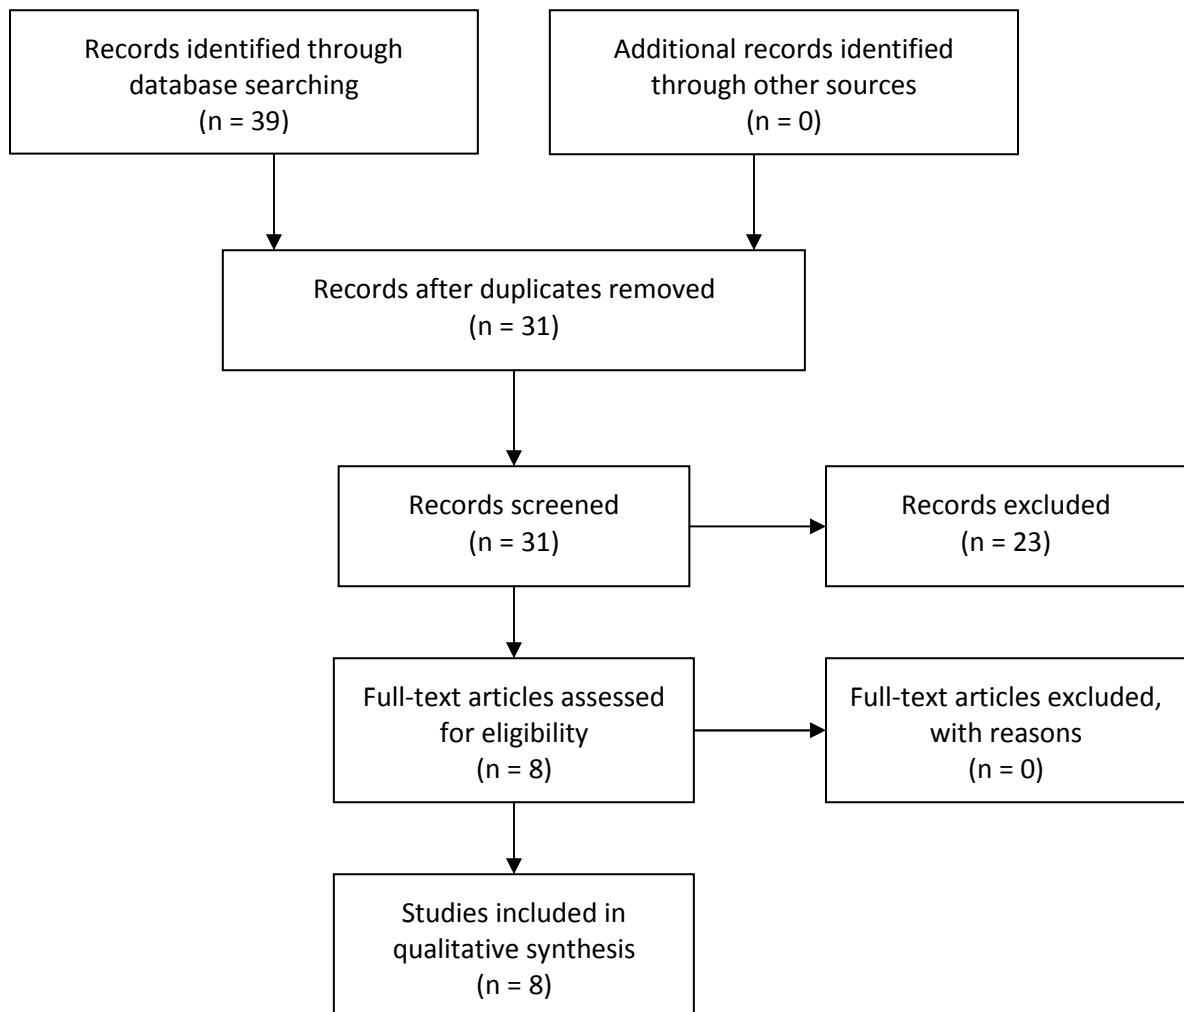 Records identified through
database searching
(n = 39)
Additional records identified
through other sources
(n = 0)
Records after duplicates removed
(n = 31)
Records screened
(n = 31)
Records excluded
(n = 23)
Full-text articles assessed
for eligibility
(n = 8)
Full-text articles excluded,
with reasons
(n = 0)
Studies included in
qualitative synthesis
(n = 8)